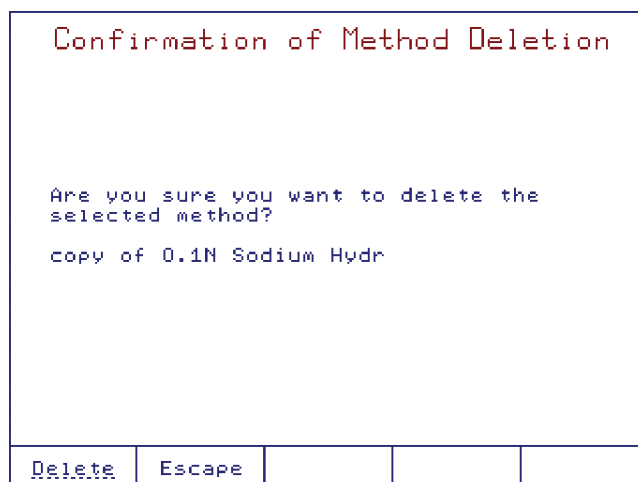 Confirmation of Method Deletion
Are you sure you want to delete the
selected method?
copy of 0.1N Sodium Hydr
Delete Escape